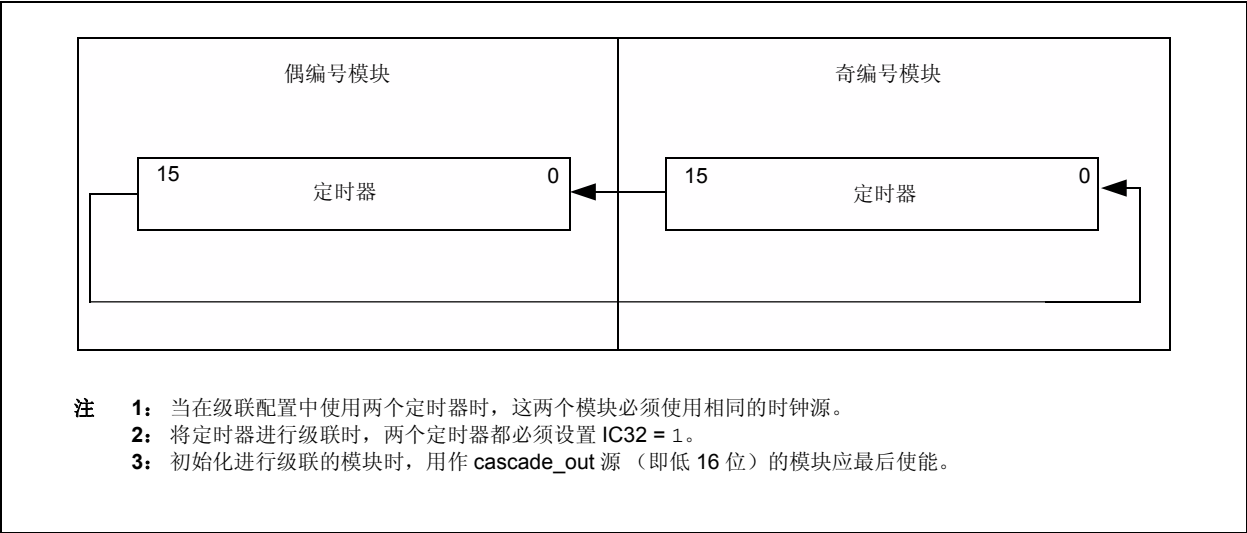 偶编号模块
奇编号模块
15
定时器
0
15
定时器
0
注 1: 当在级联配置中使用两个定时器时，这两个模块必须使用相同的时钟源。
2: 将定时器进行级联时，两个定时器都必须设置 IC32 = 1。
3: 初始化进行级联的模块时，用作 cascade_out 源 （即低 16 位）的模块应最后使能。